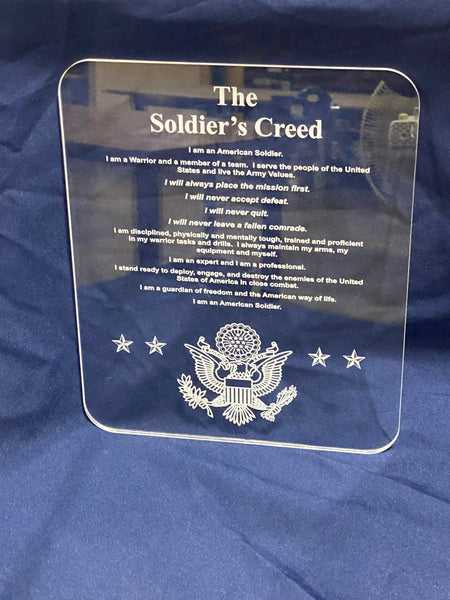 The
Soldier's Creed
I am an American Soldier.
I am a Warrior and a member of a team. I serve the people of the United
States and live the Army Values.
I will always place the mission first.
I will never accept defeat.
I will never quit.
I will never leave a fallen comrade.
I am disciplined, physically and mentally tough, trained and proficient
in my warrior tasks and drills. I always maintain my arms, my
equipment and myself.
I am an expert and I am a professional.
I stand ready to deploy, engage, and destroy the enemies of the United
States of America in close combat.
I am a guardian of freedom and the American way of life.
I am an American Soldier.